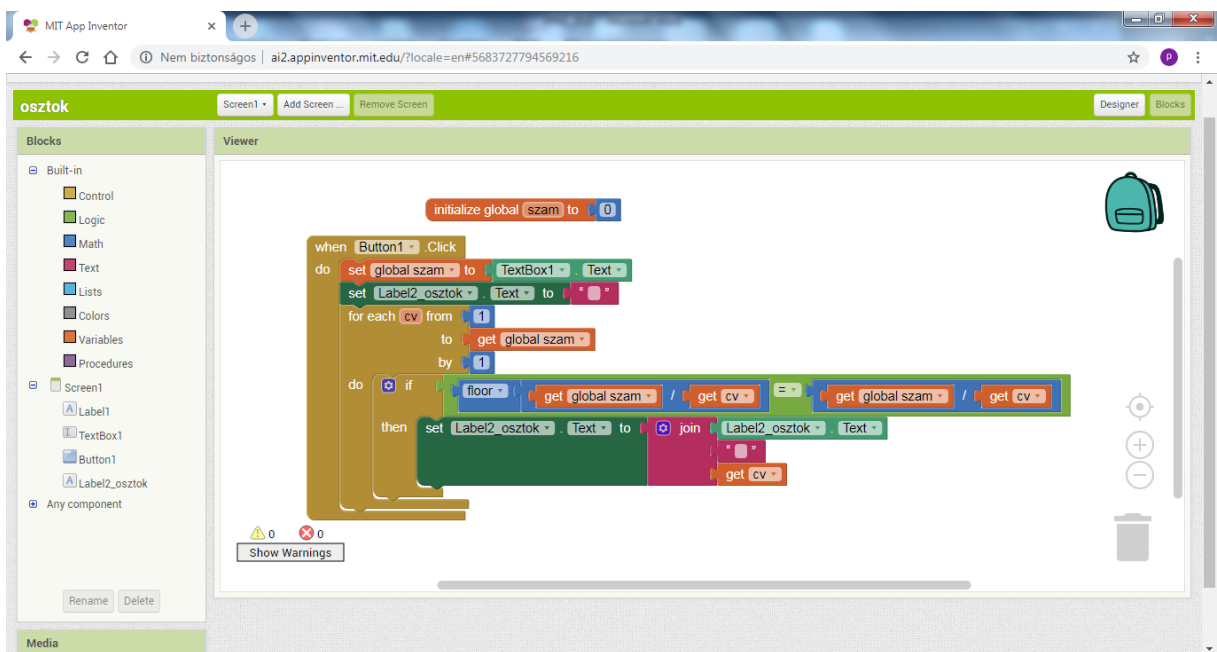 MIT App Inventor
Nem biztonságos | ai2.appinventor.mit.edu/?locale=en#5683727794569216
P
osztok
Screen1
Add Screen ...
Remove Screen
Designer
Blocks
Blocks
Viewer
Built-in
Control
Logic
Math
Text
Lists
Colors
Variables
Procedures
Screen1
Label1
TextBox1
Button1
Label2_osztok
Any component
Rename
Delete
Media
initialize global szam to 0
when Button1 .Click
do set global szam to TextBox1 . Text
set Label2_osztok . Text to " "
for each cv from 1
to get global szam
by 1
do if floor get global szam / get cv = get global szam / get cv
then set Label2_osztok . Text to join Label2_osztok . Text
" "
get cv
0 0
Show Warnings